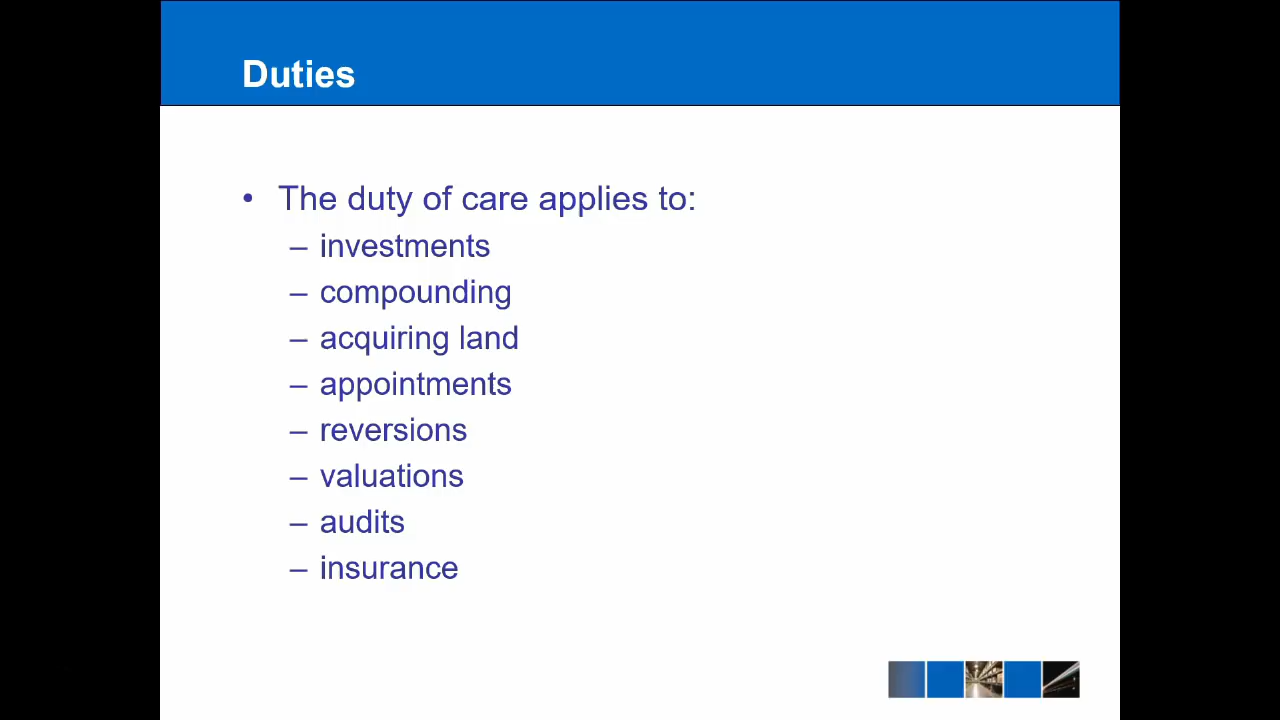 Duties
• The duty of care applies to:
– investments
– compounding
– acquiring land
– appointments
– reversions
– valuations
– audits
– insurance